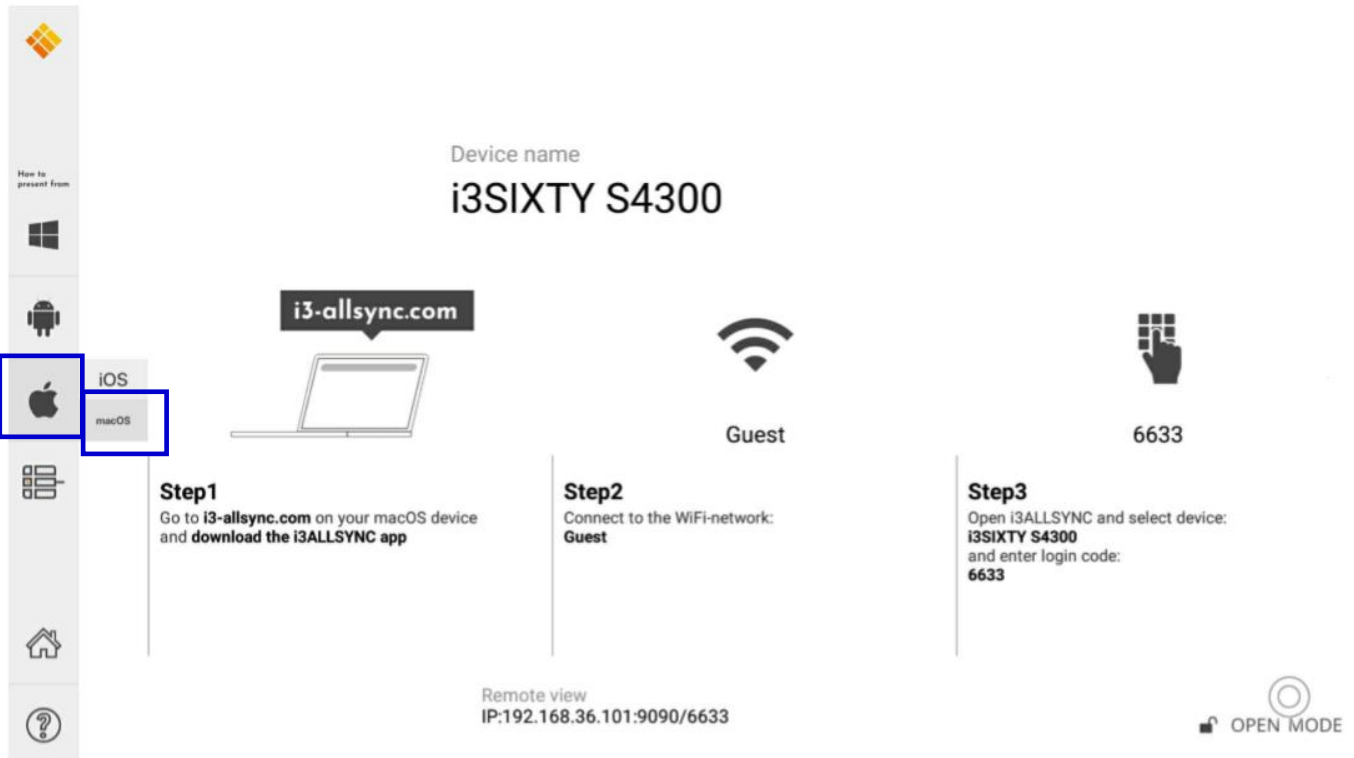 How to
present from
Device name
i3SIXTY S4300
i3-allsync.com
iOS
macOS
Guest
6633
Step1
Go to i3-allsync.com on your macOS device
and download the i3ALLSYNC app
Step2
Connect to the WiFi-network:
Guest
Step3
Open i3ALLSYNC and select device:
i3SIXTY S4300
and enter login code:
6633
Remote view
IP:192.168.36.101:9090/6633
OPEN MODE